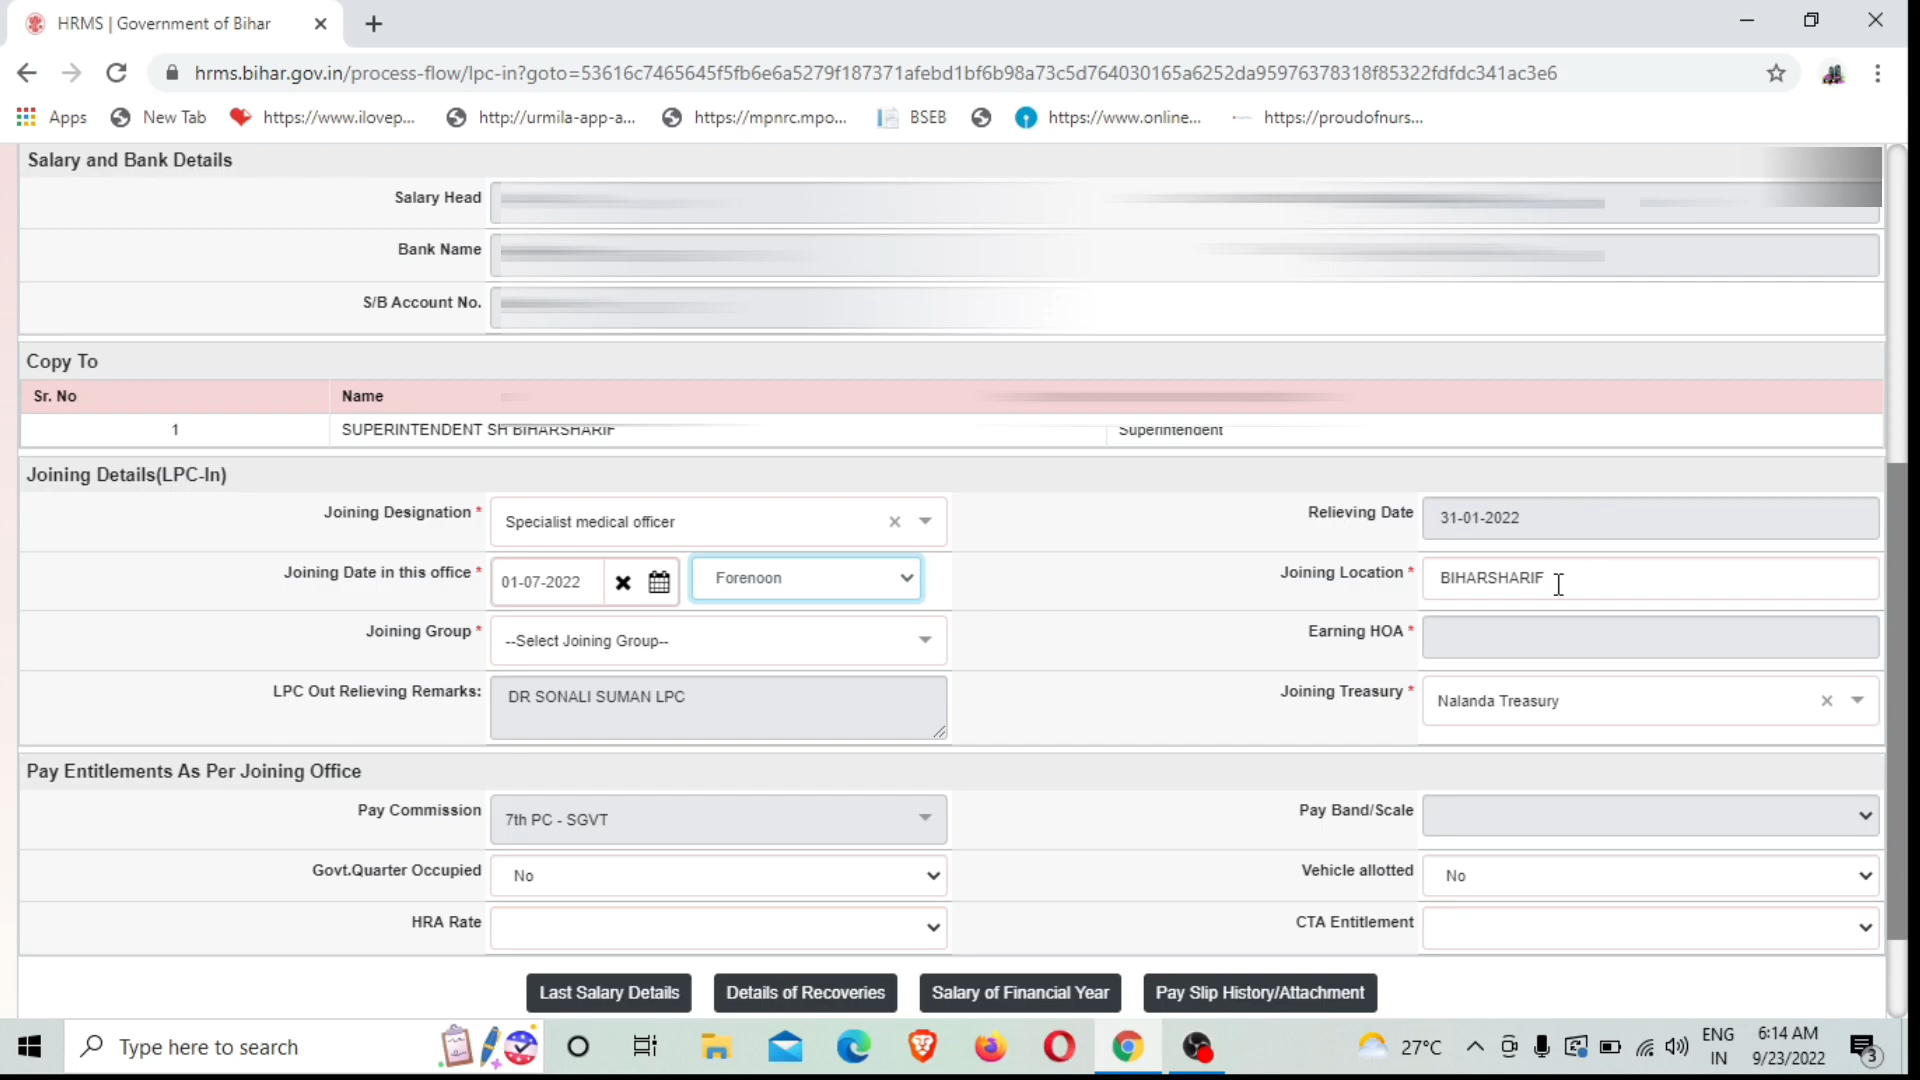 HRMS | Government of Bihar
hrms.bihar.gov.in/process-flow/lpc-in?goto=53616c7465645f5fb6e6a5279f187371afebd1bf6b98a73c5d764030165a6252da95976378318f85322fdfdc341ac3e6
Apps New Tab https://www.ilovep... http://urmila-app-a... https://mpnrc.mpo... BSEB https://www.online... https://proudofnurs...
Salary and Bank Details
Salary Head
Bank Name
S/B Account No.
Copy To
Sr. No Name
1 SUPERINTENDENT SH BIHARSHARIF Superintendent
Joining Details(LPC-In)
Joining Designation * Specialist medical officer Relieving Date 31-01-2022
Joining Date in this office * 01-07-2022 Forenoon Joining Location * BIHARSHARIF
Joining Group * --Select Joining Group-- Earning HOA *
LPC Out Relieving Remarks: DR SONALI SUMAN LPC Joining Treasury * Nalanda Treasury
Pay Entitlements As Per Joining Office
Pay Commission 7th PC - SGVT Pay Band/Scale
Govt.Quarter Occupied No Vehicle allotted No
HRA Rate CTA Entitlement
Last Salary Details Details of Recoveries Salary of Financial Year Pay Slip History/Attachment
Type here to search 27°C ENG IN 6:14 AM 9/23/2022 3